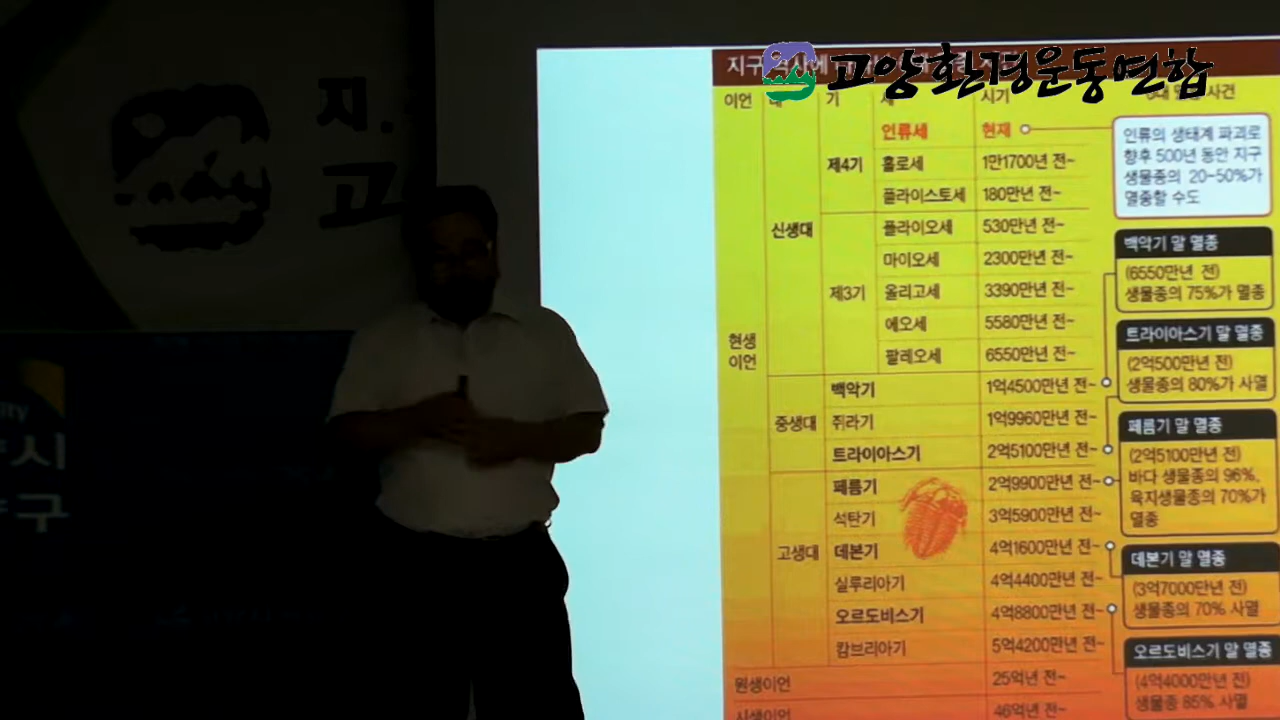 고양환경운동연합
지.
고
시
구
지구
이언 대 기 세 시기 사건
인류세 현재
제4기 홀로세 1만1700년 전~
플라이스토세 180만년 전~
신생대 플라이오세 530만년 전~
마이오세 2300만년 전~
제3기 올리고세 3390만년 전~
에오세 5580만년 전~
현생
이언
팔레오세 6550만년 전~
백악기 1억4500만년 전~
중생대 쥐라기 1억9960만년 전~
트라이아스기 2억5100만년 전~
페름기 2억9900만년 전~
석탄기 3억5900만년 전~
고생대 데본기 4억1600만년 전~
실루리아기 4억4400만년 전~
오르도비스기 4억8800만년 전~
캄브리아기 5억4200만년 전~
원생이언 25억년 전~
시생이언 46억년 전~
인류의 생태계 파괴로
향후 500년 동안 지구
생물종의 20~50%가
멸종할 수도
백악기 말 멸종
(6550만년 전)
생물종의 75%가 멸종
트라이아스기 말 멸종
(2억500만년 전)
생물종의 80%가 사멸
페름기 말 멸종
(2억5100만년 전)
바다 생물종의 96%,
육지생물종의 70%가
멸종
데본기 말 멸종
(3억7000만년 전)
생물종의 70% 사멸
오르도비스기 말 멸종
(4억4000만년 전)
생물종 85% 사멸